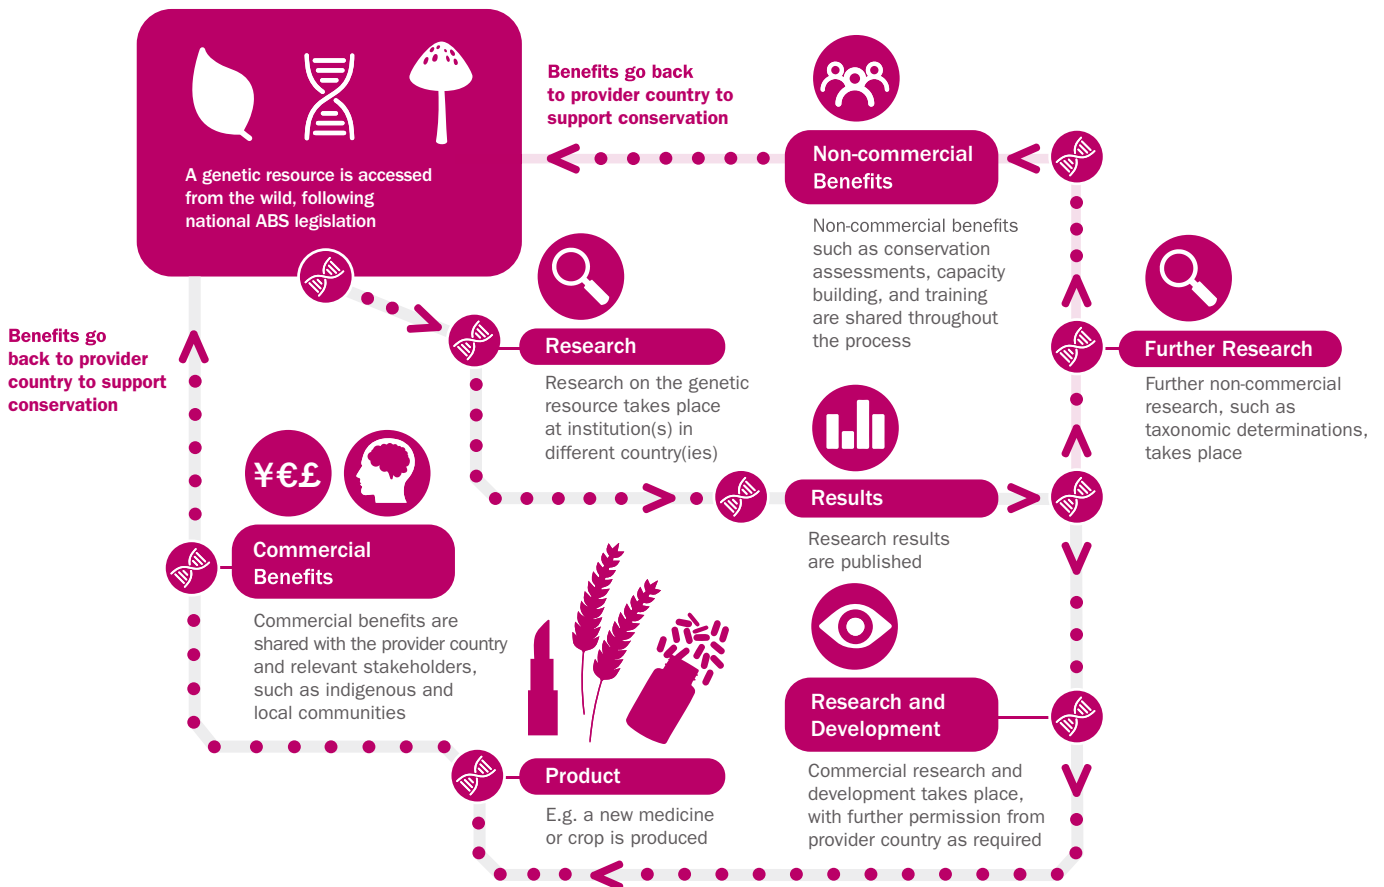 A genetic resource is accessed
from the wild, following
national ABS legislation
Benefits go back
to provider country to
support conservation
Non-commercial
Benefits
Non-commercial benefits
such as conservation
assessments, capacity
building, and training
are shared throughout
the process
Research
Research on the genetic
resource takes place
at institution(s) in
different country(ies)
Further Research
Further non-commercial
research, such as
taxonomic determinations,
takes place
Results
Research results
are published
Research and
Development
Commercial research and
development takes place,
with further permission from
provider country as required
Product
E.g. a new medicine
or crop is produced
¥€£
Commercial
Benefits
Commercial benefits are
shared with the provider country
and relevant stakeholders,
such as indigenous and
local communities
Benefits go
back to provider
country to support
conservation